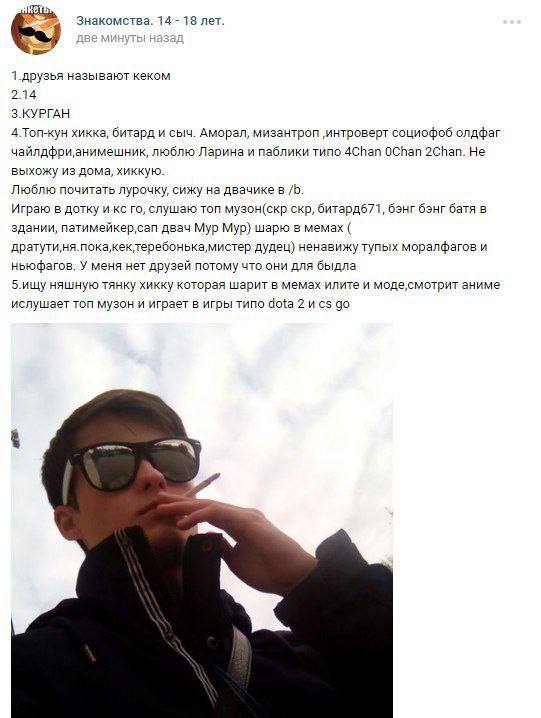 Знакомства. 14 - 18 лет.
две минуты назад
1.друзья называют кеком
2.14
3.КУРГАН
4.Топ-кун хикка, битард и сыч. Аморал, мизантроп ,интроверт социофоб олдфаг
чайлдфри,анимешник, люблю Ларина и паблики типо 4Chan 0Chan 2Chan. Не
выхожу из дома, хиккую.
Люблю почитать лурочку, сижу на двачике в /b.
Играю в дотку и кс го, слушаю топ музон(скр скр, битард671, бэнг бэнг батя в
здании, патимейкер,сап двач Мур Мур) шарю в мемах (
дратути,ня.пока,кек,теребонька,мистер дудец) ненавижу тупых моралфагов и
ньюфагов. У меня нет друзей потому что они для быдла
5.ищу няшную тянку хикку которая шарит в мемах илите и моде,смотрит аниме
ислушает топ музон и играет в игры типо dota 2 и cs go